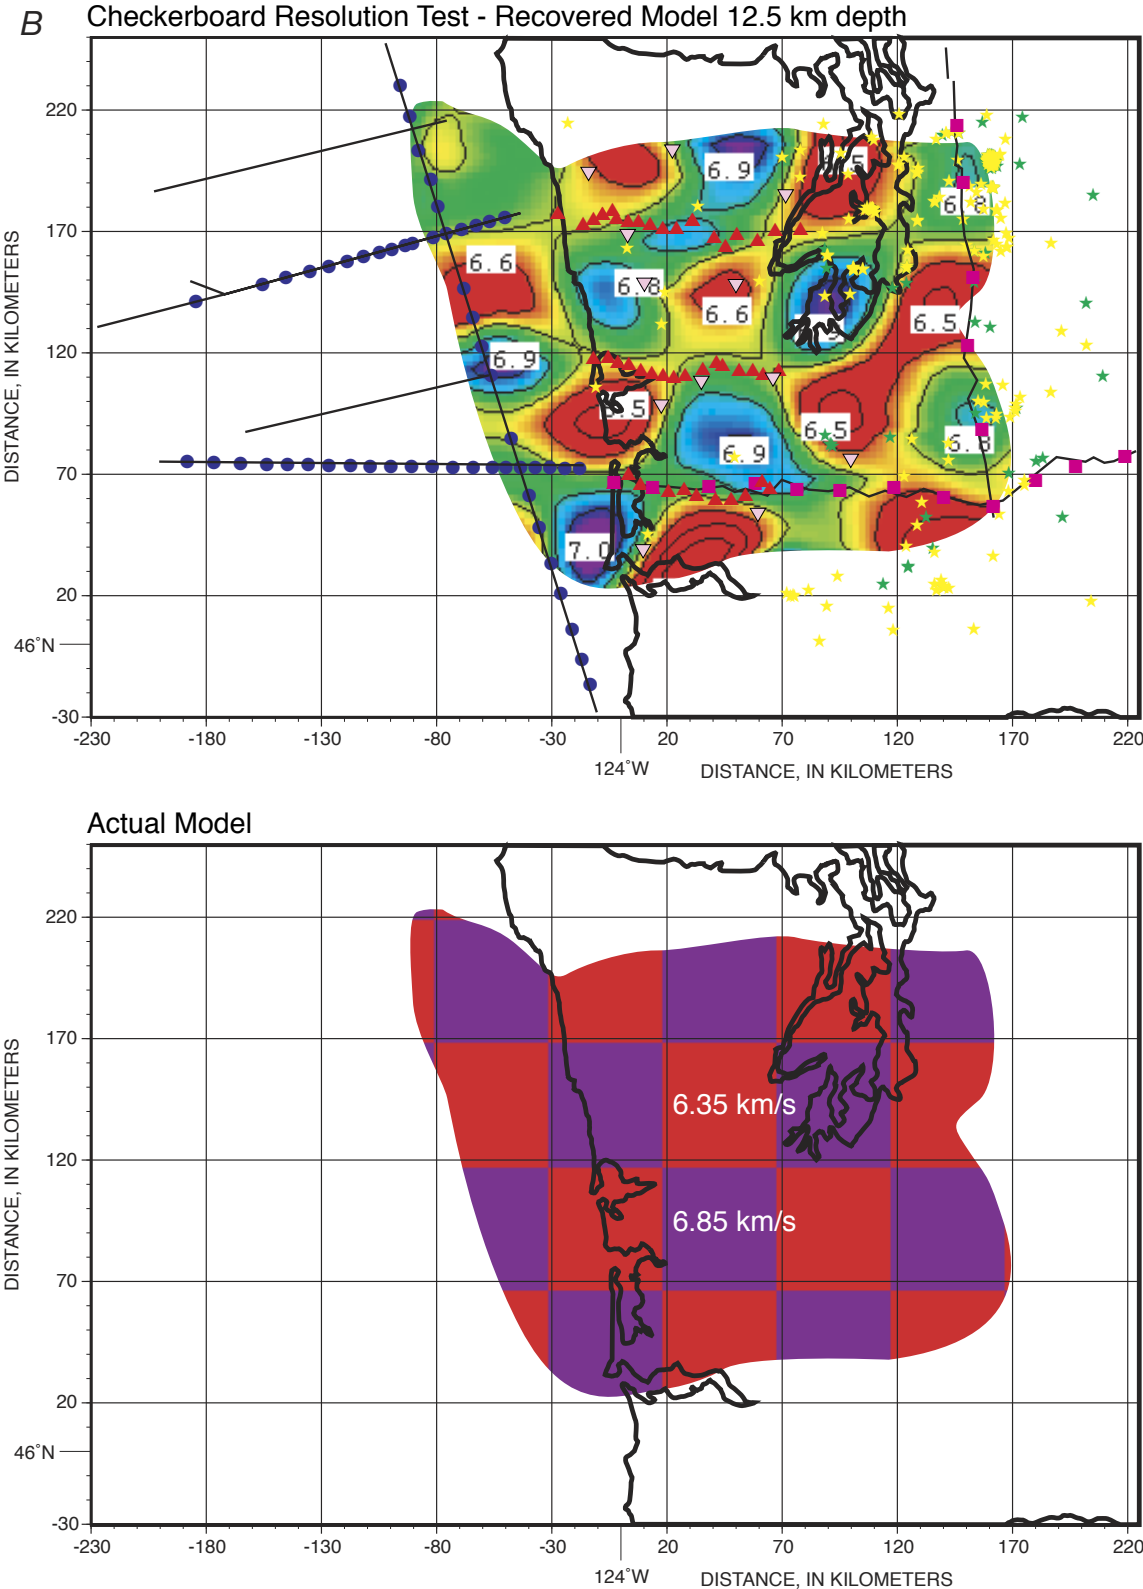 B
Checkerboard Resolution Test - Recovered Model 12.5 km depth
220
170
120
70
20
46°N
-30
DISTANCE, IN KILOMETERS
6.9
6.8
6.6
6.8
6.6
6.5
6.9
6.5
6.5
6.9
6.8
7.0
-230 -180 -130 -80 -30 20 70 120 170 220
124°W
DISTANCE, IN KILOMETERS
Actual Model
220
170
120
70
20
46°N
-30
DISTANCE, IN KILOMETERS
6.35 km/s
6.85 km/s
-230 -180 -130 -80 -30 20 70 120 170 220
124°W
DISTANCE, IN KILOMETERS